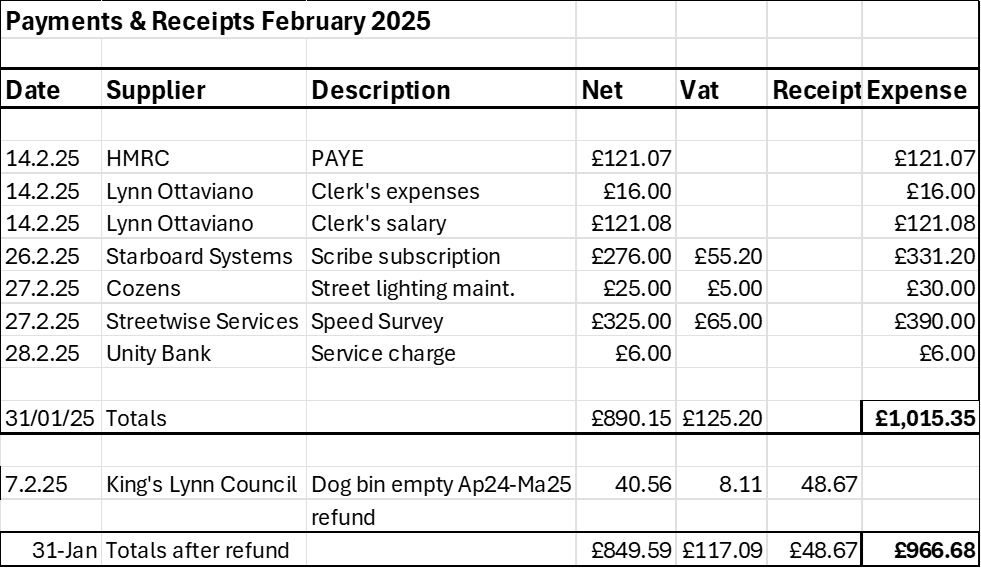 Payments & Receipts February 2025
Date Supplier Description Net Vat Receipt Expense
14.2.25 HMRC PAYE £121.07 £121.07
14.2.25 Lynn Ottaviano Clerk's expenses £16.00 £16.00
14.2.25 Lynn Ottaviano Clerk's salary £121.08 £121.08
26.2.25 Starboard Systems Scribe subscription £276.00 £55.20 £331.20
27.2.25 Cozens Street lighting maint. £25.00 £5.00 £30.00
27.2.25 Streetwise Services Speed Survey £325.00 £65.00 £390.00
28.2.25 Unity Bank Service charge £6.00 £6.00
31/01/25 Totals £890.15 £125.20 £1,015.35
7.2.25 King's Lynn Council Dog bin empty Ap24-Ma25 40.56 8.11 48.67
refund
31-Jan Totals after refund £849.59 £117.09 £48.67 £966.68